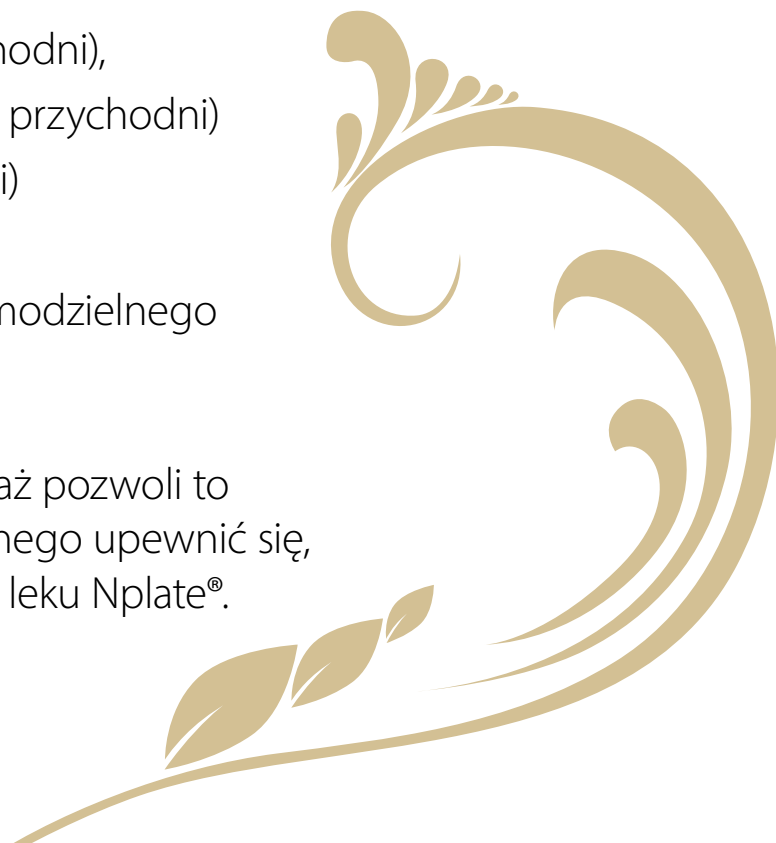 hodni),
przychodni)
i)
modzielnego
aż pozwoli to
nego upewnić się,
leku Nplate®.